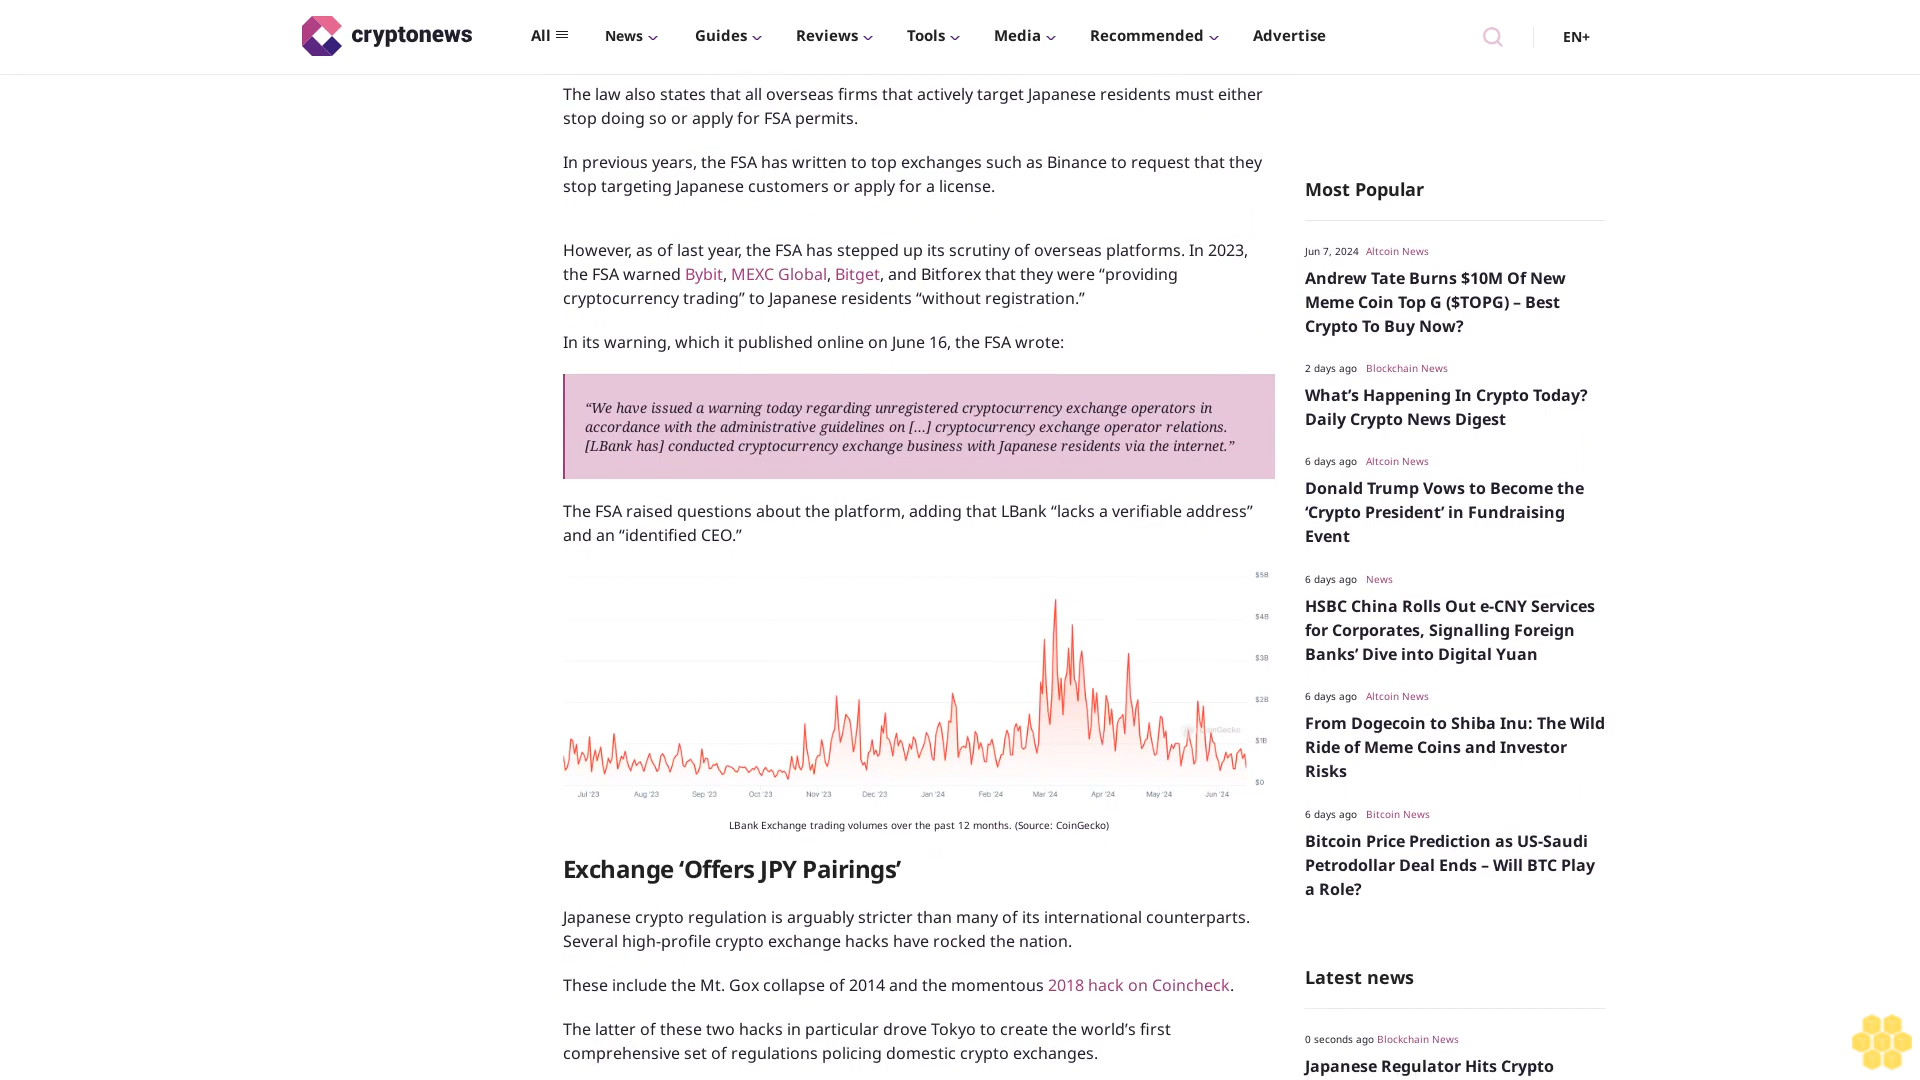 cryptonews
All
News
Guides
Reviews
Tools
Media
Recommended
Advertise
EN+
The law also states that all overseas firms that actively target Japanese residents must either
stop doing so or apply for FSA permits.
In previous years, the FSA has written to top exchanges such as Binance to request that they
stop targeting Japanese customers or apply for a license.
However, as of last year, the FSA has stepped up its scrutiny of overseas platforms. In 2023,
the FSA warned Bybit, MEXC Global, Bitget, and Bitforex that they were “providing
cryptocurrency trading” to Japanese residents “without registration.”
In its warning, which it published online on June 16, the FSA wrote:
“We have issued a warning today regarding unregistered cryptocurrency exchange operators in
accordance with the administrative guidelines on […] cryptocurrency exchange operator relations.
[LBank has] conducted cryptocurrency exchange business with Japanese residents via the internet.”
The FSA raised questions about the platform, adding that LBank “lacks a verifiable address”
and an “identified CEO.”
$5B
$4B
$3B
$2B
$1B
$0
Jul '23
Aug '23
Sep '23
Oct '23
Nov '23
Dec '23
Jan '24
Feb '24
Mar '24
Apr '24
May '24
Jun '24
LBank Exchange trading volumes over the past 12 months. (Source: CoinGecko)
Exchange ‘Offers JPY Pairings’
Japanese crypto regulation is arguably stricter than many of its international counterparts.
Several high-profile crypto exchange hacks have rocked the nation.
These include the Mt. Gox collapse of 2014 and the momentous 2018 hack on Coincheck.
The latter of these two hacks in particular drove Tokyo to create the world’s first
comprehensive set of regulations policing domestic crypto exchanges.
Most Popular
Jun 7, 2024 Altcoin News
Andrew Tate Burns $10M Of New
Meme Coin Top G ($TOPG) – Best
Crypto To Buy Now?
2 days ago Blockchain News
What’s Happening In Crypto Today?
Daily Crypto News Digest
6 days ago Altcoin News
Donald Trump Vows to Become the
‘Crypto President’ in Fundraising
Event
6 days ago News
HSBC China Rolls Out e-CNY Services
for Corporates, Signalling Foreign
Banks’ Dive into Digital Yuan
6 days ago Altcoin News
From Dogecoin to Shiba Inu: The Wild
Ride of Meme Coins and Investor
Risks
6 days ago Bitcoin News
Bitcoin Price Prediction as US-Saudi
Petrodollar Deal Ends – Will BTC Play
a Role?
Latest news
0 seconds ago Blockchain News
Japanese Regulator Hits Crypto